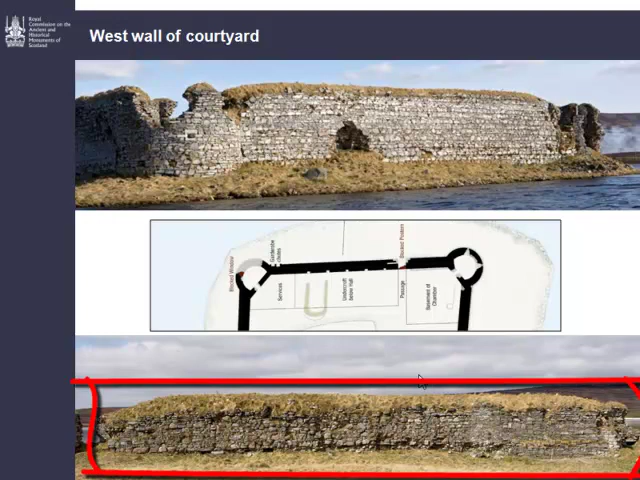 Royal
Commission on the
Ancient and
Historical
Monuments of
Scotland
West wall of courtyard
Blocked Window
Garderobe
chutes
Services
Undercroft
below Hall
Blocked Postern
Passage
Basement of
Chamber